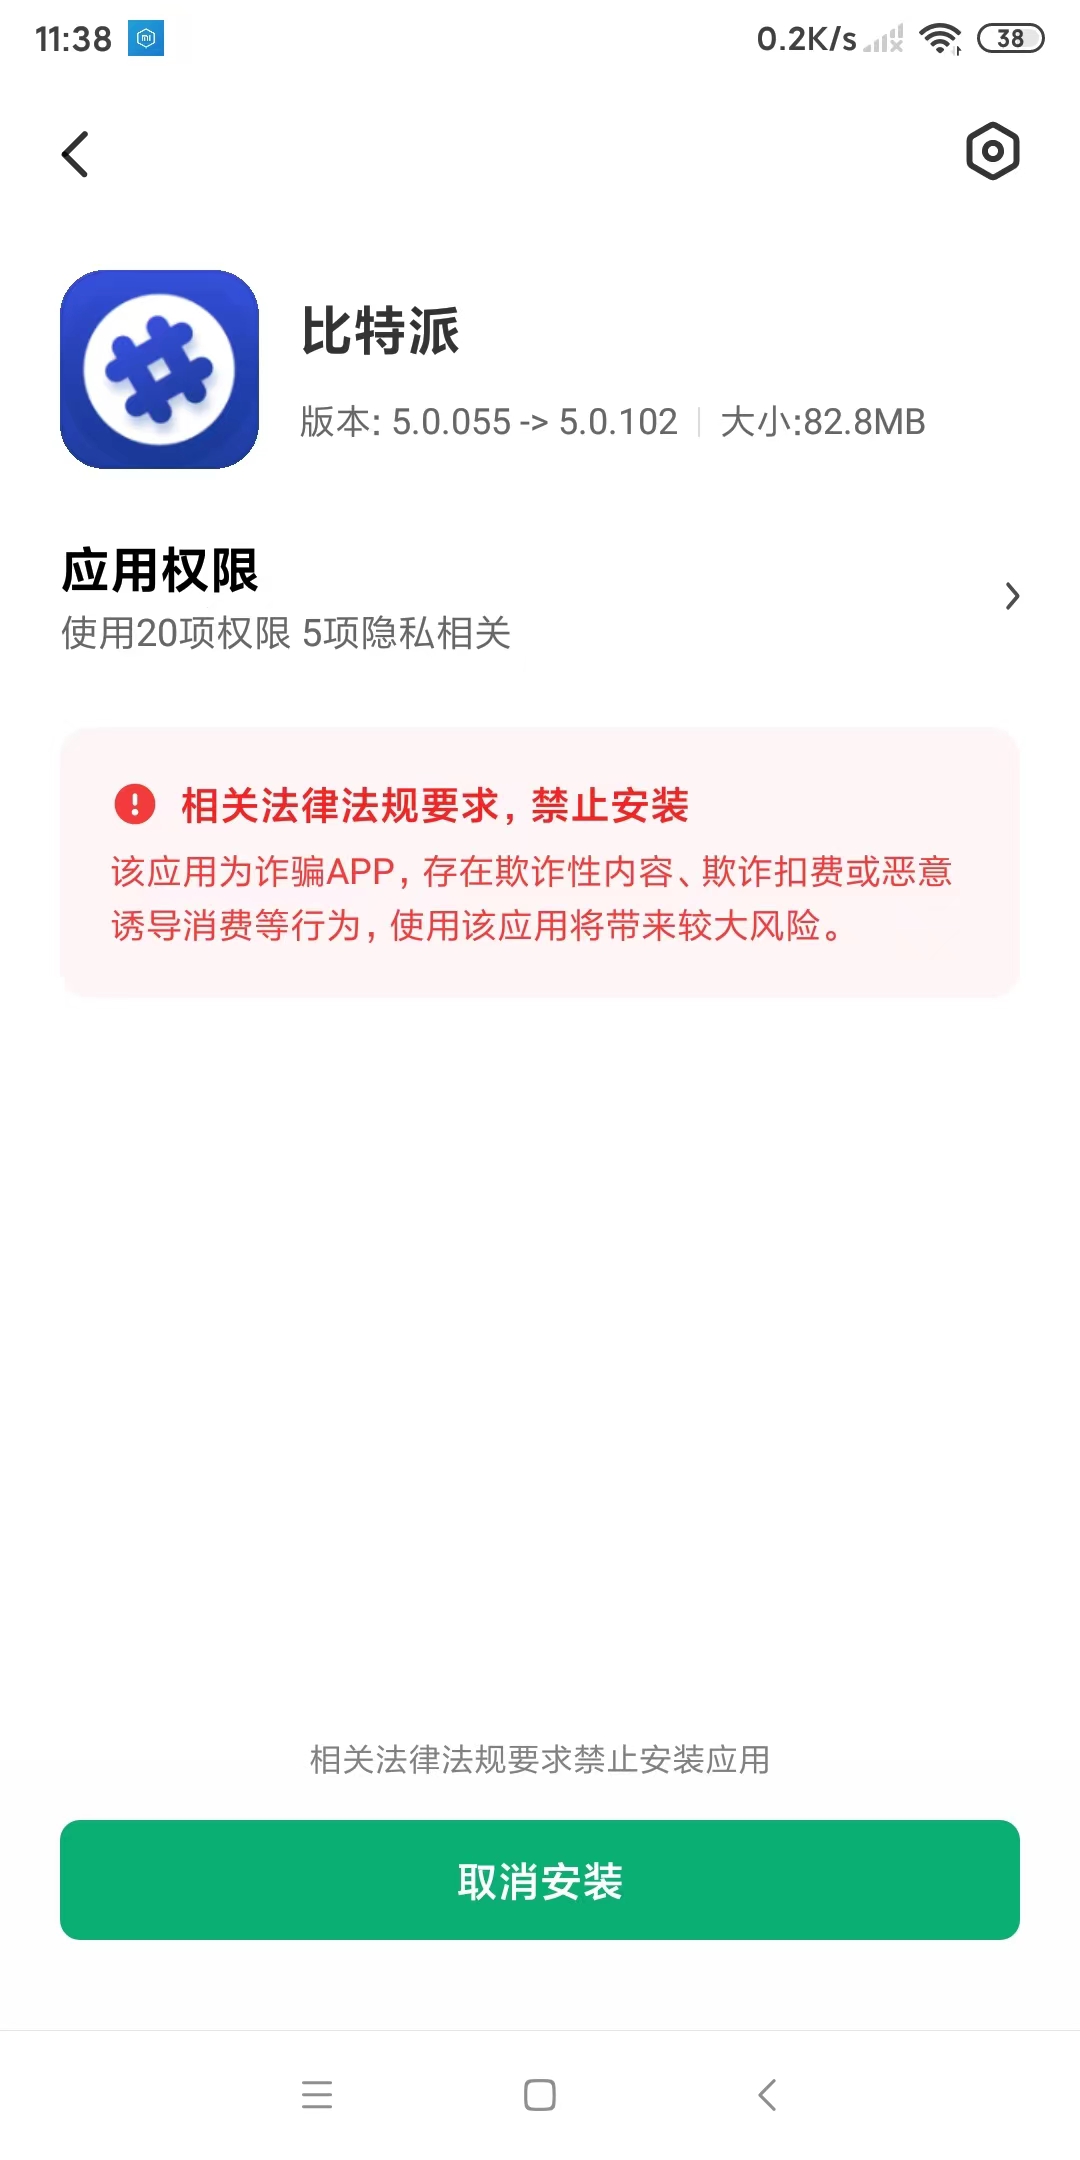 11:38
0.2K/s
38
比特派
版本: 5.0.055 -> 5.0.102 | 大小:82.8MB
应用权限
使用20项权限 5项隐私相关
相关法律法规要求，禁止安装
该应用为诈骗APP，存在欺诈性内容、欺诈扣费或恶意
诱导消费等行为，使用该应用将带来较大风险。
相关法律法规要求禁止安装应用
取消安装